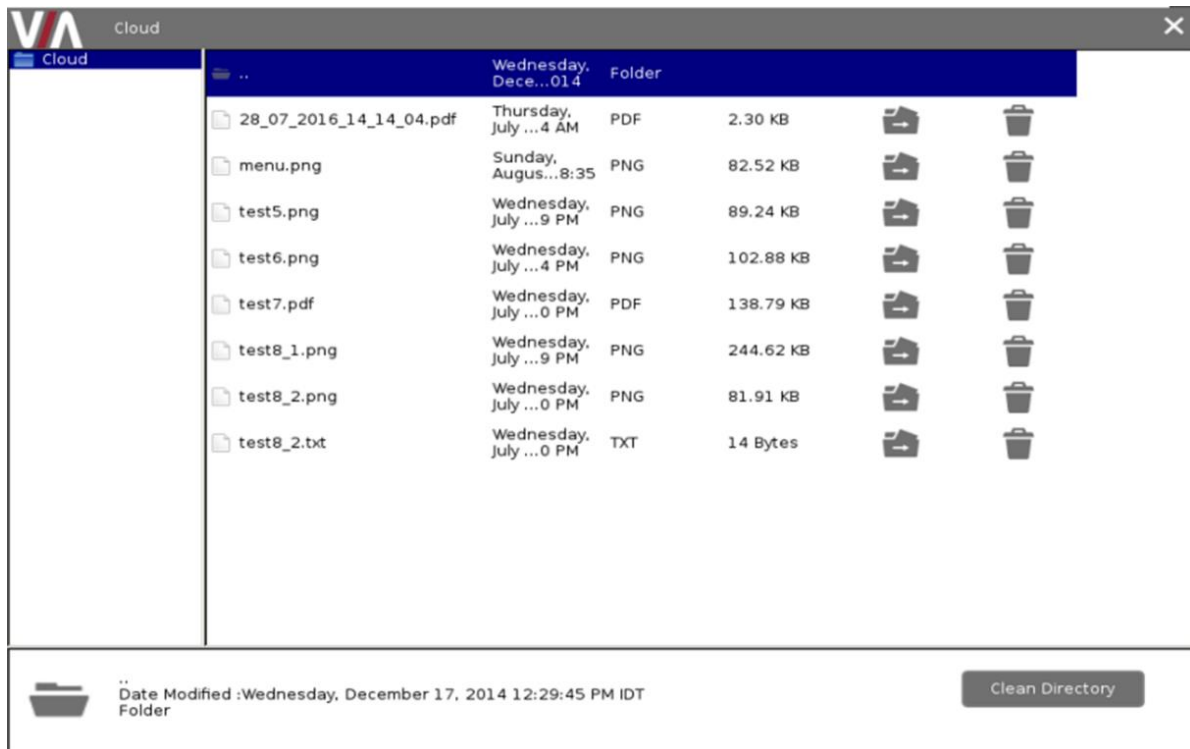 VIA Cloud
Cloud
.. Wednesday, Dece...014 Folder
28_07_2016_14_14_04.pdf Thursday, July ...4 AM PDF 2.30 KB
menu.png Sunday, Augus...8:35 PNG 82.52 KB
test5.png Wednesday, July ...9 PM PNG 89.24 KB
test6.png Wednesday, July ...4 PM PNG 102.88 KB
test7.pdf Wednesday, July ...0 PM PDF 138.79 KB
test8_1.png Wednesday, July ...9 PM PNG 244.62 KB
test8_2.png Wednesday, July ...0 PM PNG 81.91 KB
test8_2.txt Wednesday, July ...0 PM TXT 14 Bytes
..
Date Modified :Wednesday, December 17, 2014 12:29:45 PM IDT
Folder
Clean Directory